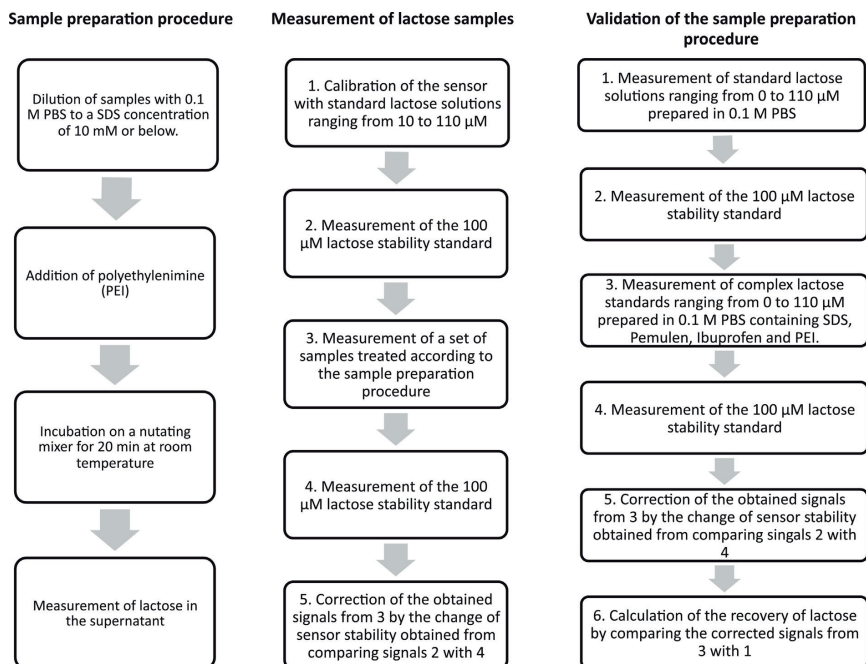 Sample preparation procedure
Dilution of samples with 0.1
M PBS to a SDS concentration
of 10 mM or below.
Addition of polyethylenimine
(PEI)
Incubation on a nutating
mixer for 20 min at room
temperature
Measurement of lactose in
the supernatant
Measurement of lactose samples
1. Calibration of the sensor
with standard lactose solutions
ranging from 10 to 110 µM
2. Measurement of the 100
µM lactose stability standard
3. Measurement of a set of
samples treated according to
the sample preparation
procedure
4. Measurement of the 100
µM lactose stability standard
5. Correction of the obtained
signals from 3 by the change of
sensor stability obtained from
comparing signals 2 with 4
Validation of the sample preparation
procedure
1. Measurement of standard lactose
solutions ranging from 0 to 110 µM
prepared in 0.1 M PBS
2. Measurement of the 100 µM lactose
stability standard
3. Measurement of complex lactose
standards ranging from 0 to 110 µM
prepared in 0.1 M PBS containing SDS,
Pemulen, Ibuprofen and PEI.
4. Measurement of the 100 µM lactose
stability standard
5. Correction of the obtained signals
from 3 by the change of sensor stability
obtained from comparing singals 2 with
4
6. Calculation of the recovery of lactose
by comparing the corrected signals from
3 with 1